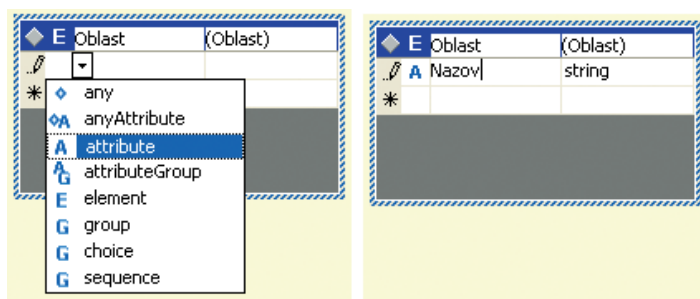 E Oblast (Oblast)
any
A anyAttribute
A attribute
A G attributeGroup
E element
G group
G choice
G sequence
E Oblast (Oblast)
A Nazov string